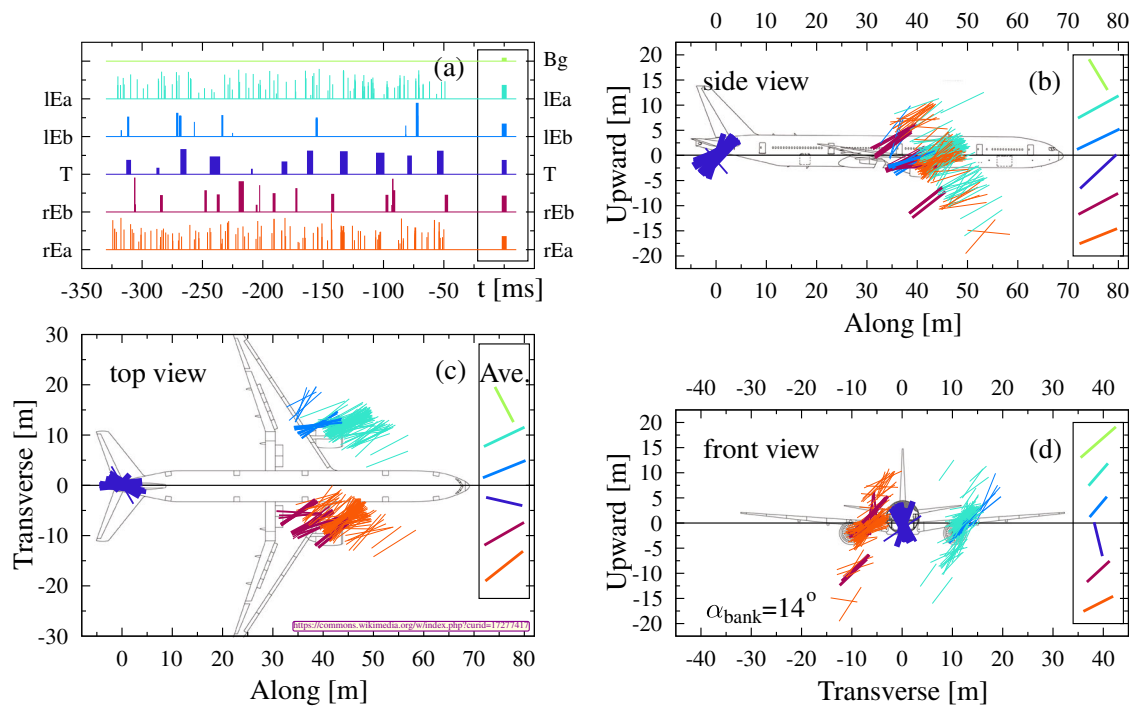 (a)
Bg
lEa lEa
lEb lEb
T T
rEb rEb
rEa rEa
-350 -300 -250 -200 -150 -100 -50 t [ms]
0 10 20 30 40 50 60 70 80
20
15
10
5
0
-5
-10
-15
-20
Upward [m]
side view
(b)
0 10 20 30 40 50 60 70 80
Along [m]
30
20
10
0
-10
-20
-30
Transverse [m]
top view
(c)
Ave.
https://commons.wikimedia.org/w/index.php?curid=17277417
0 10 20 30 40 50 60 70 80
Along [m]
-40 -30 -20 -10 0 10 20 30 40
20
15
10
5
0
-5
-10
-15
-20
Upward [m]
front view
(d)
α_bank=14°
-40 -30 -20 -10 0 10 20 30 40
Transverse [m]